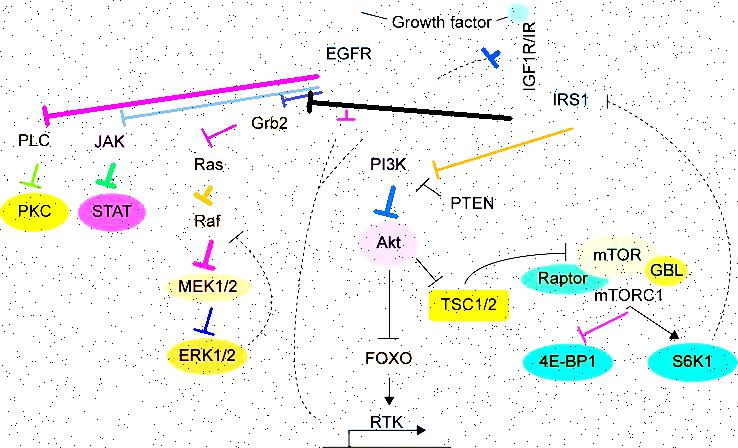 Growth factor
IGF1R/IR
EGFR
IRS1
Grb2
PLC
JAK
Ras
PI3K
PTEN
PKC
STAT
Raf
Akt
mTOR
GBL
Raptor
mTORC1
MEK1/2
TSC1/2
ERK1/2
FOXO
4E-BP1
S6K1
RTK